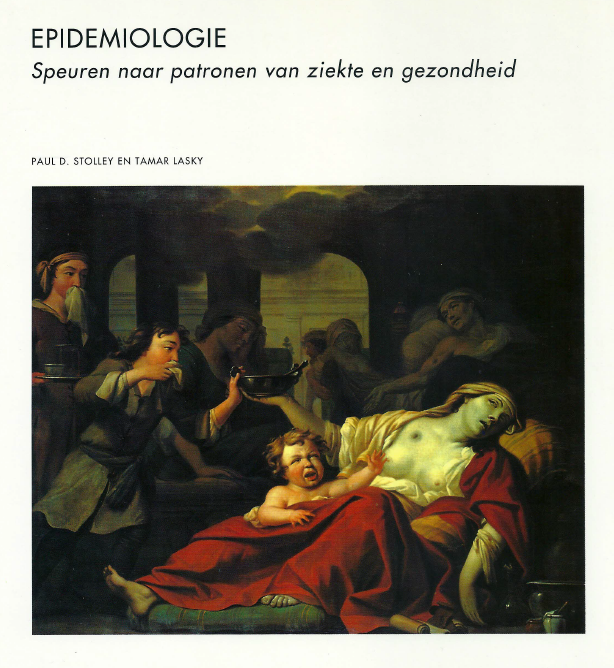 EPIDEMIOLOGIE
Speuren naar patronen van ziekte en gezondheid
PAUL D. STOLLEY EN TAMAR LASKY